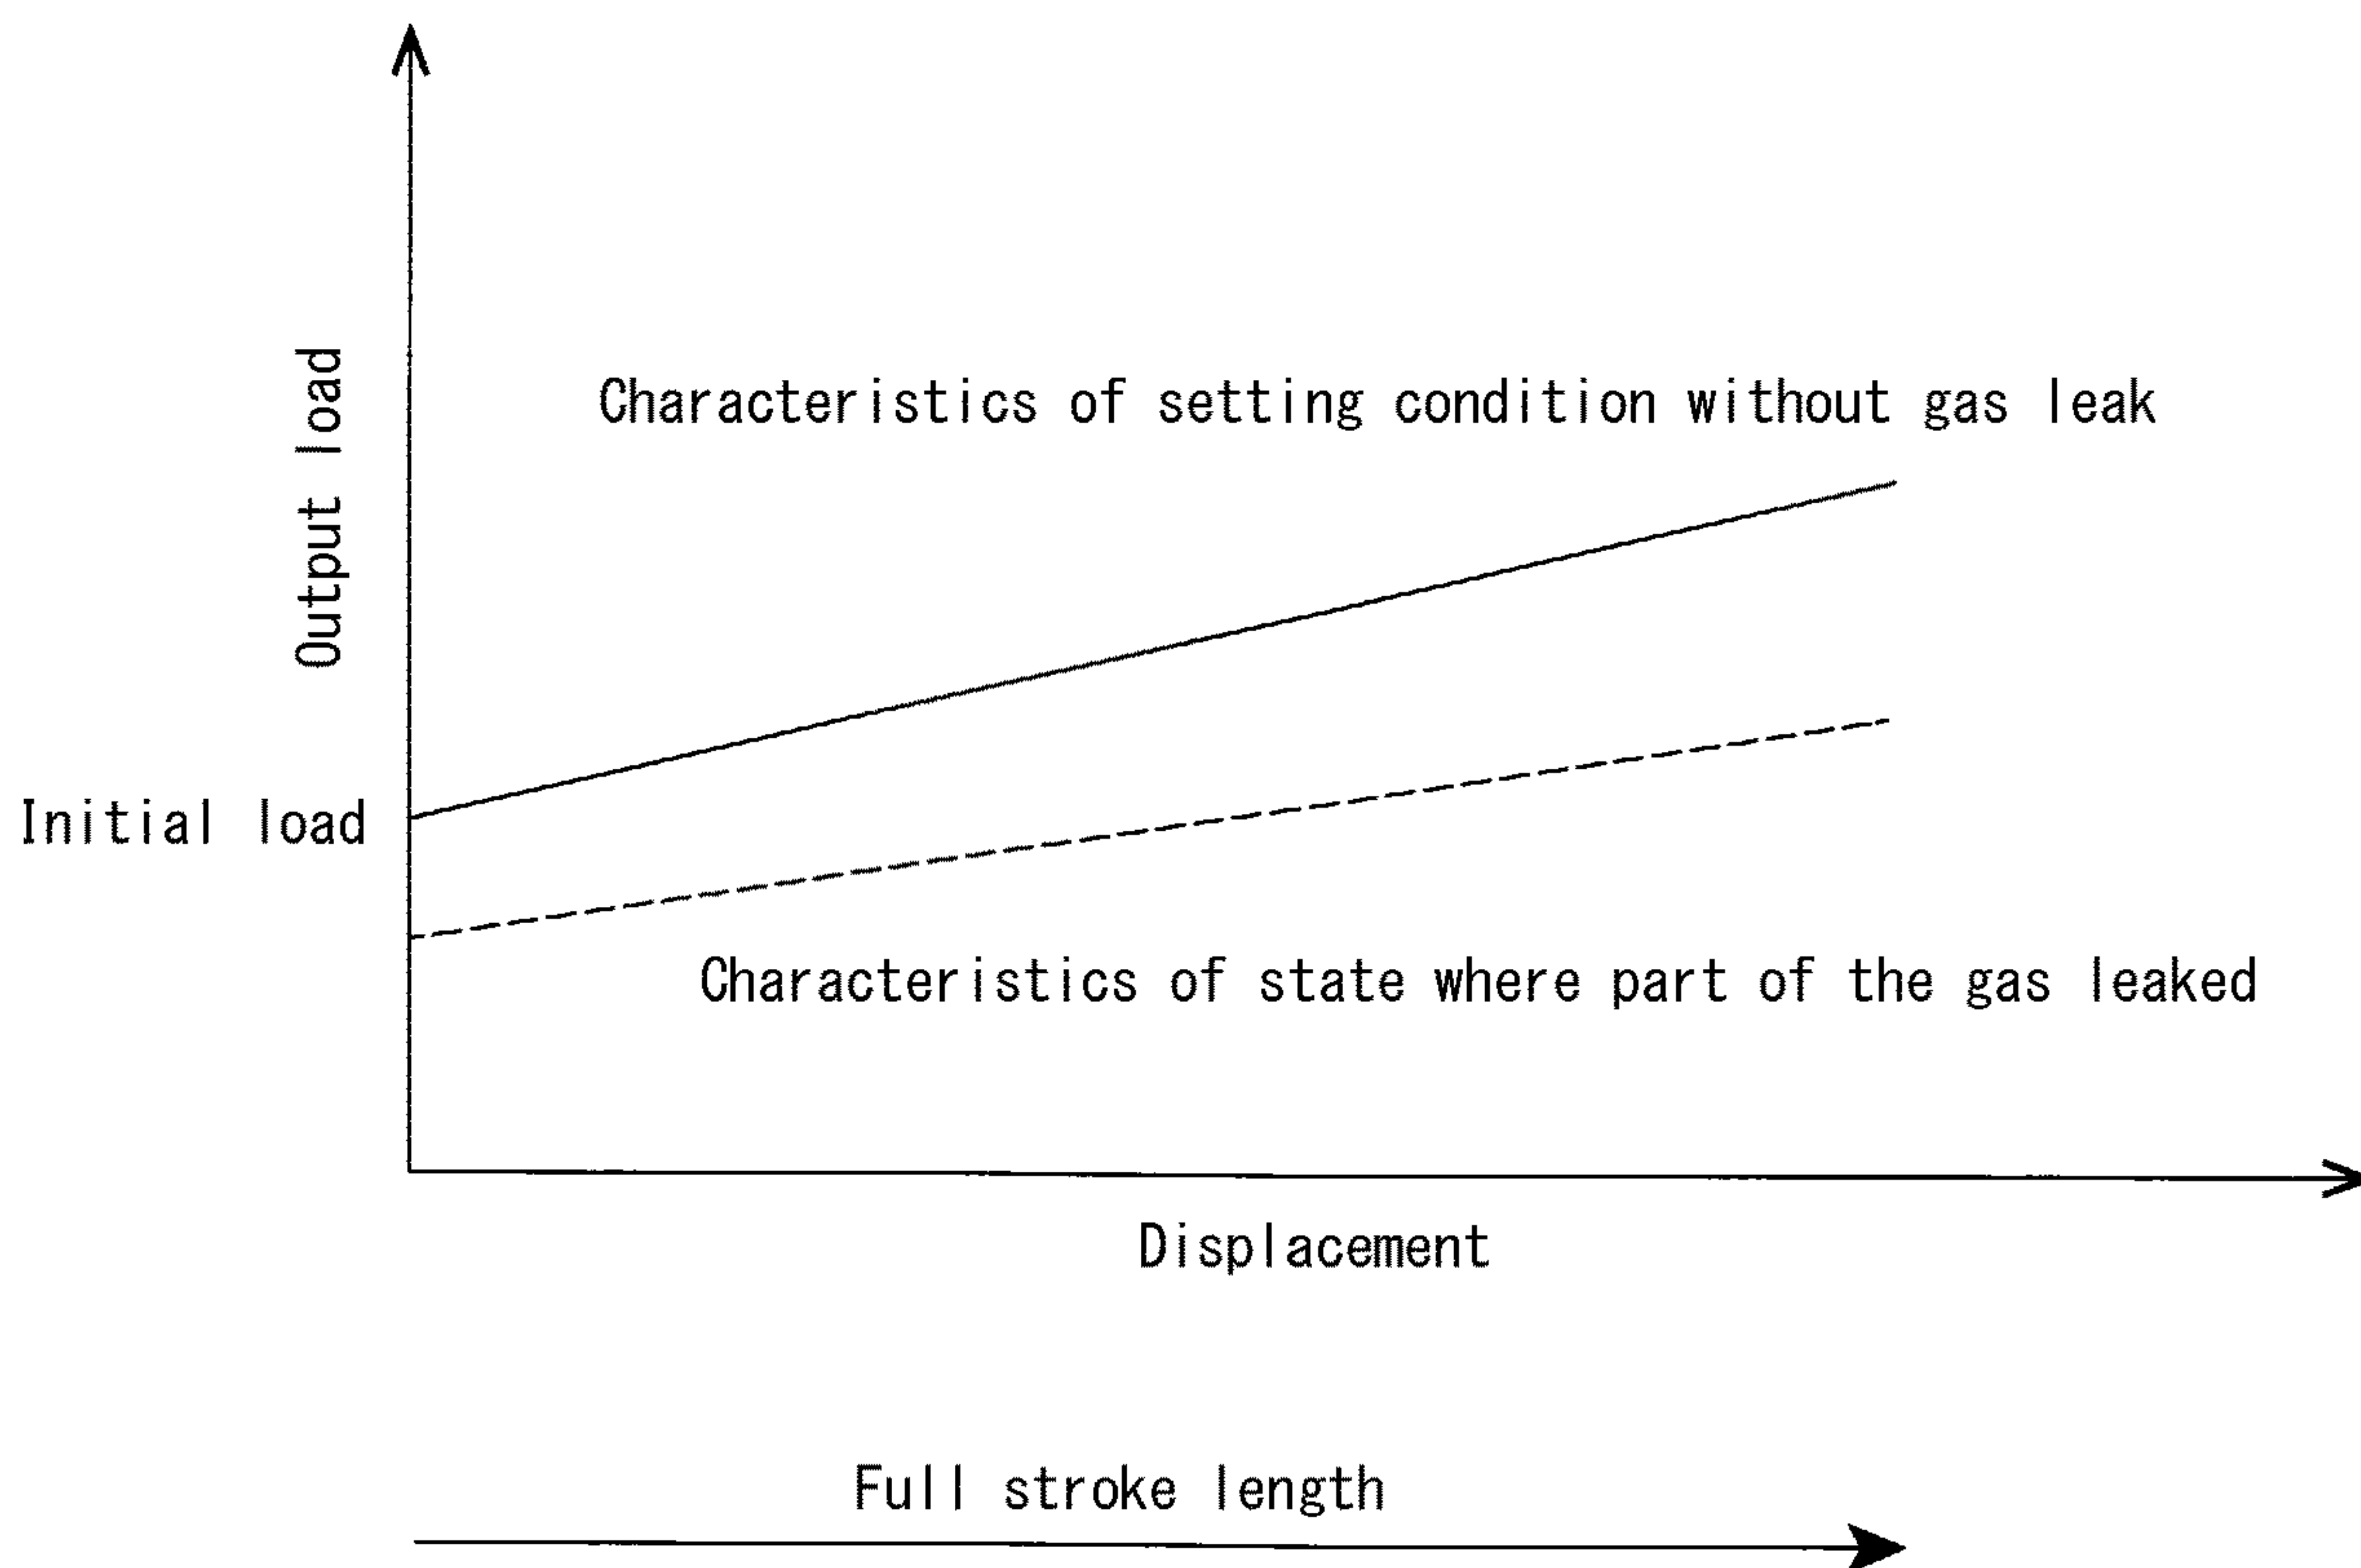 Output load
Characteristics of setting condition without gas leak
Initial load
Characteristics of state where part of the gas leaked
Displacement
Full stroke length